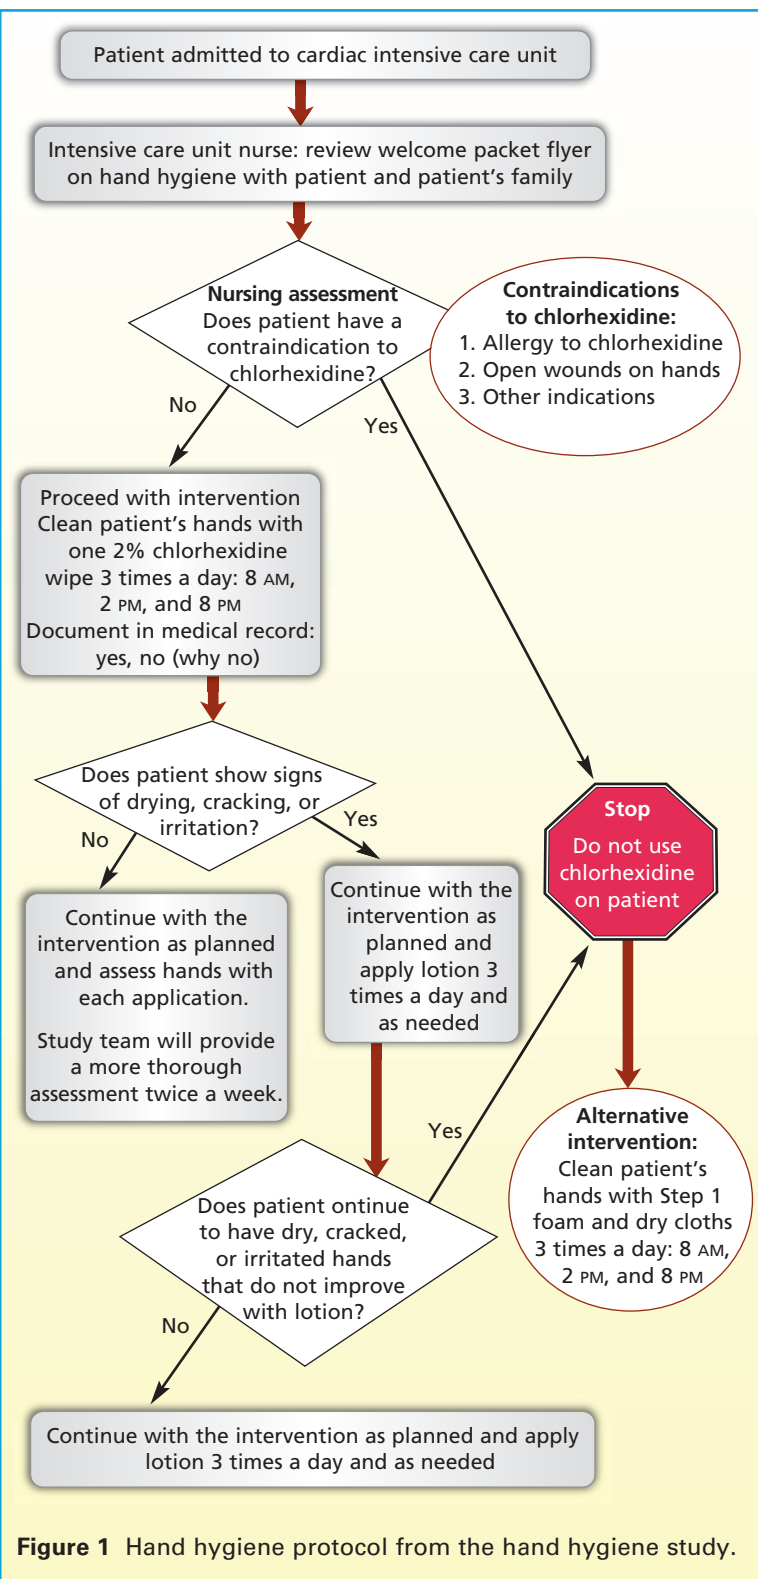 Patient admitted to cardiac intensive care unit
Intensive care unit nurse: review welcome packet flyer
on hand hygiene with patient and patient's family
Nursing assessment
Does patient have a
contraindication to
chlorhexidine?
Contraindications
to chlorhexidine:
1. Allergy to chlorhexidine
2. Open wounds on hands
3. Other indications
No
Yes
Proceed with intervention
Clean patient's hands with
one 2% chlorhexidine
wipe 3 times a day: 8 AM,
2 PM, and 8 PM
Document in medical record:
yes, no (why no)
Does patient show signs
of drying, cracking, or
irritation?
No
Yes
Stop
Do not use
chlorhexidine
on patient
Continue with the
intervention as planned
and assess hands with
each application.
Study team will provide
a more thorough
assessment twice a week.
Continue with the
intervention as
planned and
apply lotion 3
times a day and
as needed
Yes
Alternative
intervention:
Clean patient's
hands with Step 1
foam and dry cloths
3 times a day: 8 AM,
2 PM, and 8 PM
Does patient ontinue
to have dry, cracked,
or irritated hands
that do not improve
with lotion?
No
Continue with the intervention as planned and apply
lotion 3 times a day and as needed
Figure 1 Hand hygiene protocol from the hand hygiene study.